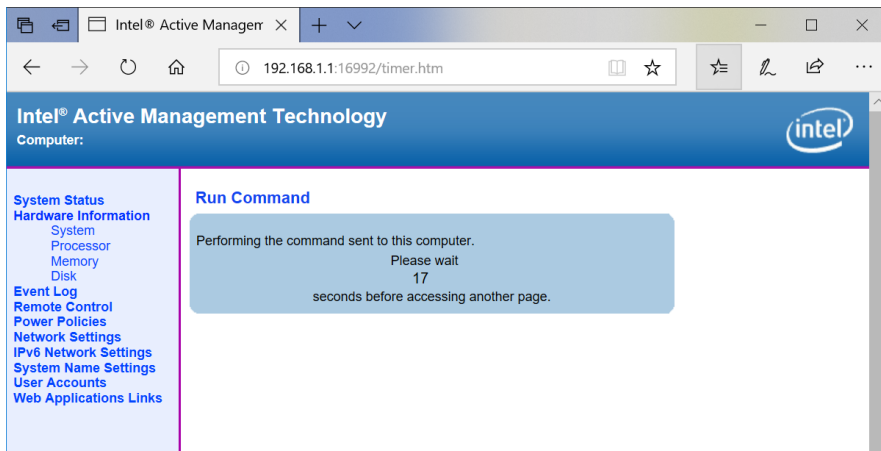 Intel® Active Managem
192.168.1.1:16992/timer.htm
Intel® Active Management Technology
Computer:
intel
System Status
Hardware Information
System
Processor
Memory
Disk
Event Log
Remote Control
Power Policies
Network Settings
IPv6 Network Settings
System Name Settings
User Accounts
Web Applications Links
Run Command
Performing the command sent to this computer.
Please wait
17
seconds before accessing another page.